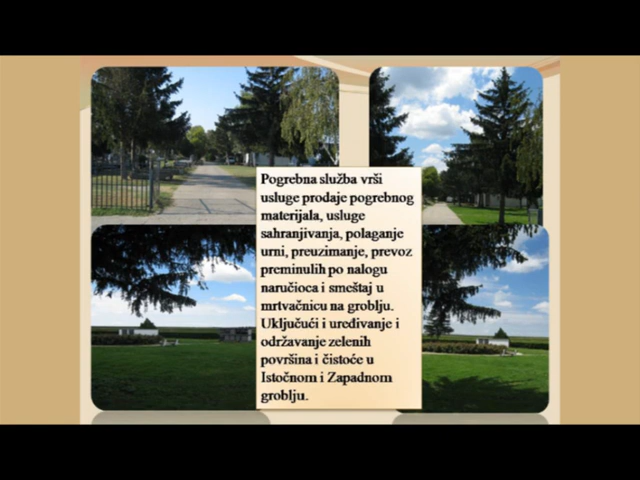 Pogrebna služba vrši
usluge prodaje pogrebnog
materijala, usluge
sahranjivanja, polaganje
urni, preuzimanje, prevoz
preminulih po nalogu
naručioca i smeštaj u
mrtvačnicu na groblju.
Uključući i uređivanje i
održavanje zelenih
površina i čistoće u
Istočnom i Zapadnom
groblju.